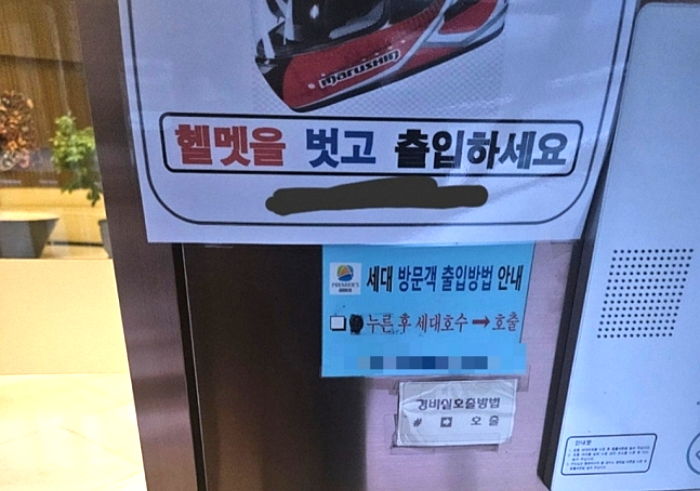 marushin
헬멧을 벗고 출입하세요
세대 방문객 출입방법 안내
누른 후 세대호수 → 호출
경비실호출방법
# ➡ 호출
안내문